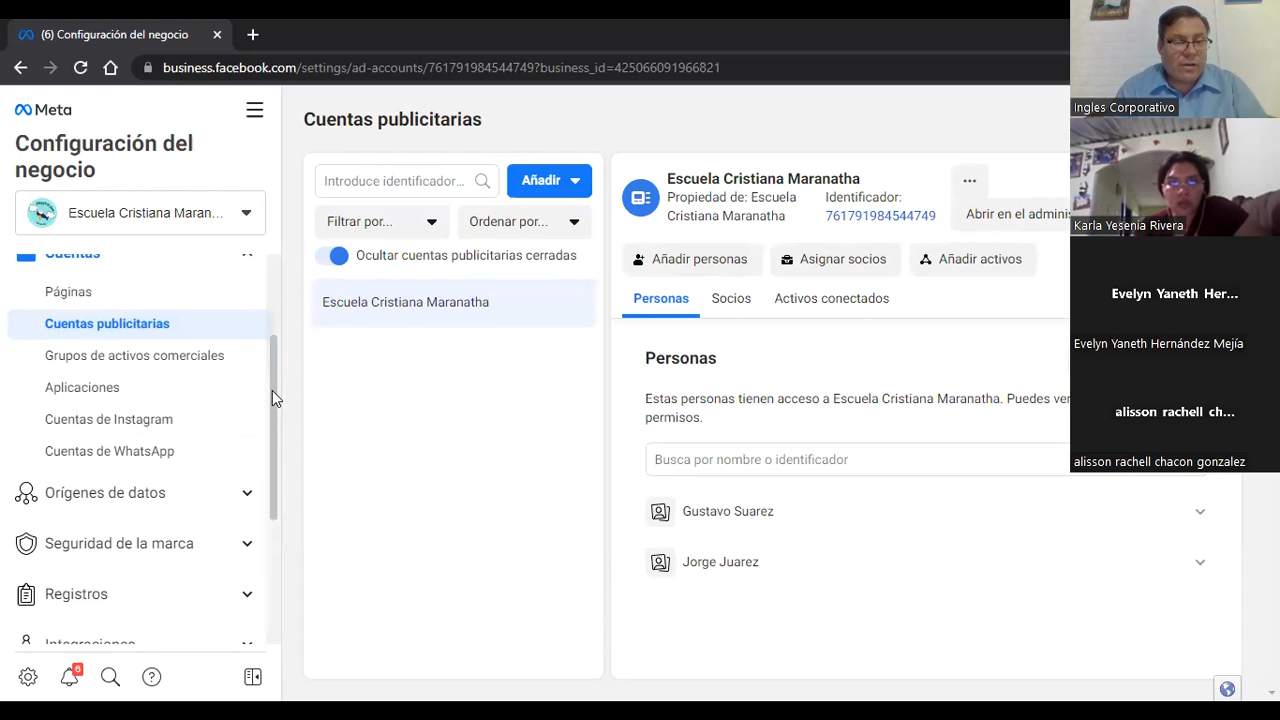 (6) Configuración del negocio
business.facebook.com/settings/ad-accounts/761791984544749?business_id=425066091966821
Meta
Configuración del
negocio
Escuela Cristiana Maran...
Cuentas
Páginas
Cuentas publicitarias
Grupos de activos comerciales
Aplicaciones
Cuentas de Instagram
Cuentas de WhatsApp
Orígenes de datos
Seguridad de la marca
Registros
Integraciones
6
Cuentas publicitarias
Introduce identificador...
Añadir
Filtrar por...
Ordenar por...
Ocultar cuentas publicitarias cerradas
Escuela Cristiana Maranatha
Escuela Cristiana Maranatha
Propiedad de: Escuela
Cristiana Maranatha
Identificador:
761791984544749
Abrir en el adminis
Añadir personas
Asignar socios
Añadir activos
Personas
Socios
Activos conectados
Personas
Estas personas tienen acceso a Escuela Cristiana Maranatha. Puedes ver
permisos.
Busca por nombre o identificador
Gustavo Suarez
Jorge Juarez
Ingles Corporativo
Karla Yesenia Rivera
Evelyn Yaneth Her...
Evelyn Yaneth Hernández Mejía
alisson rachell ch...
alisson rachell chacon gonzalez